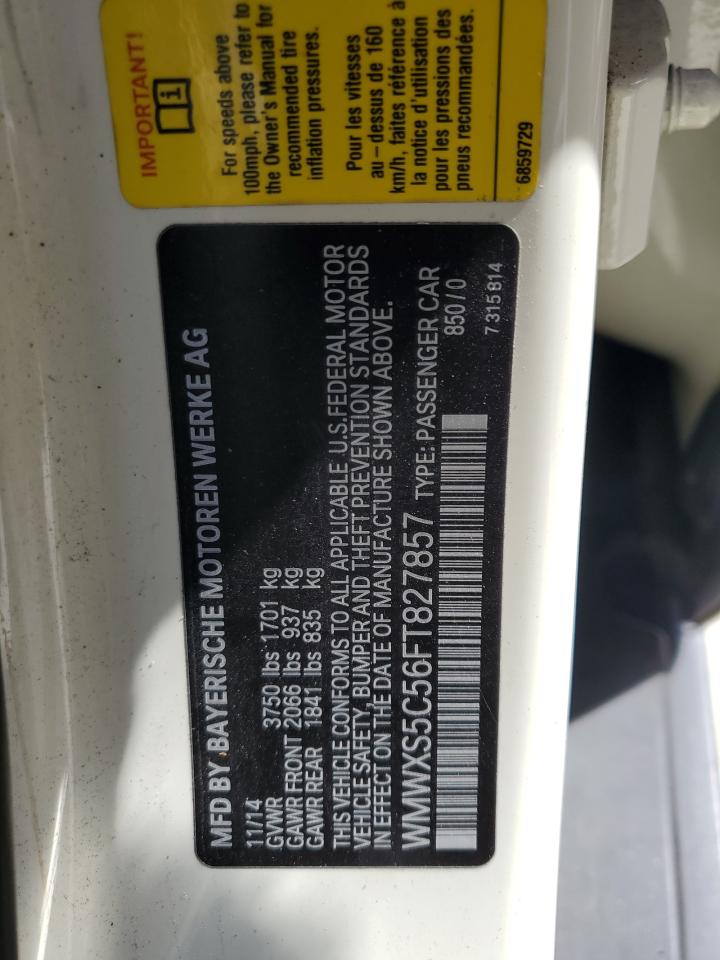 IMPORTANT!
For speeds above
100mph, please refer to
the Owner's Manual for
recommended tire
inflation pressures.
Pour les vitesses
au-dessus de 160
km/h, faites référence à
la notice d'utilisation
pour les pressions des
pneus recommandées.
6859729
MFD BY BAYERISCHE MOTOREN WERKE AG
11/14
GVWR 3750 lbs 1701 kg
GAWR FRONT 2066 lbs 937 kg
GAWR REAR 1841 lbs 835 kg
THIS VEHICLE CONFORMS TO ALL APPLICABLE U.S.FEDERAL MOTOR
VEHICLE SAFETY, BUMPER AND THEFT PREVENTION STANDARDS
IN EFFECT ON THE DATE OF MANUFACTURE SHOWN ABOVE.
WMWXS5C56FT827857 TYPE: PASSENGER CAR
850/0
7 315 814